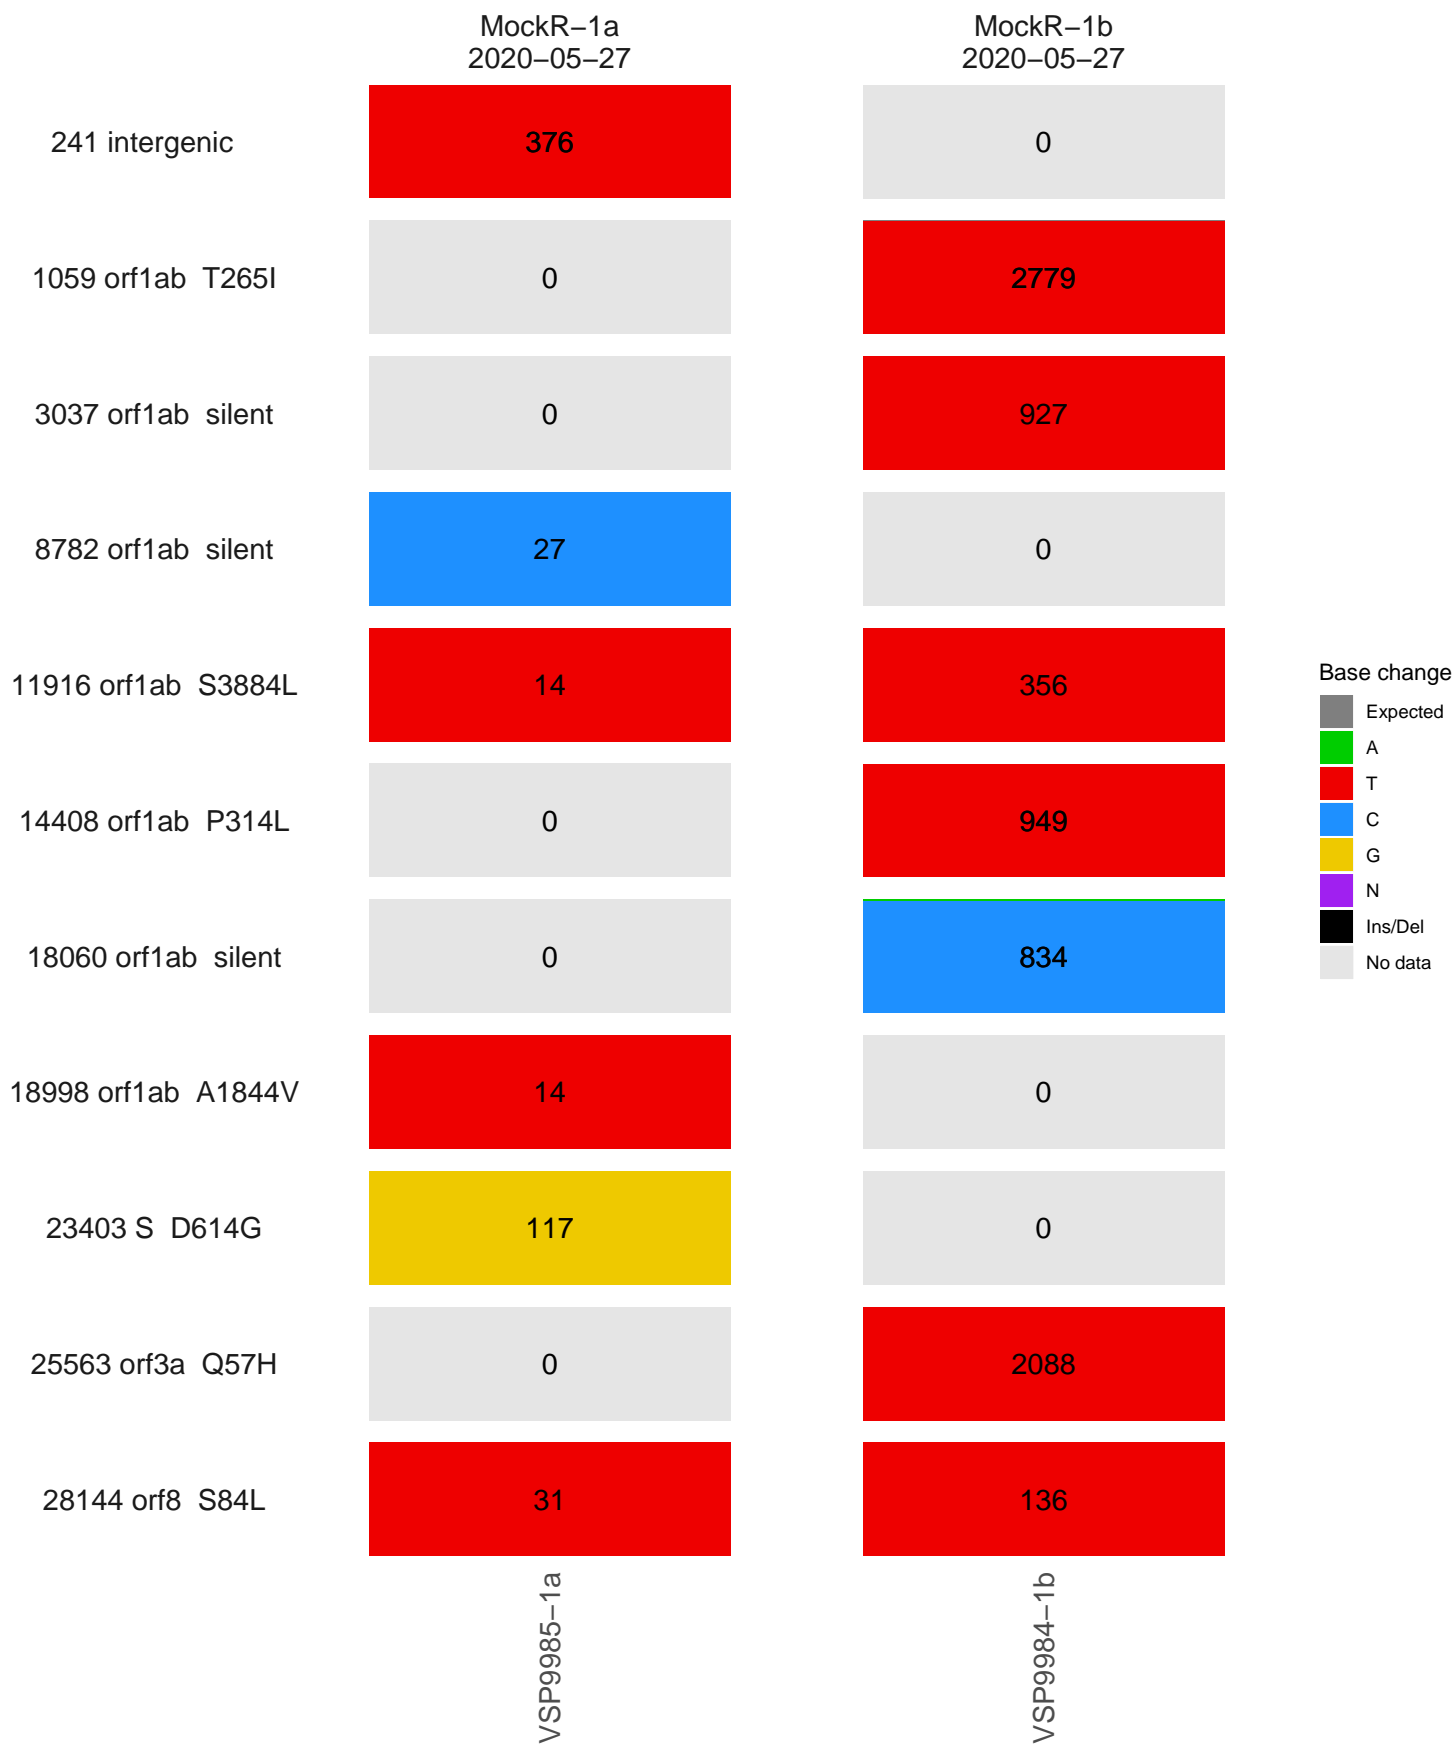 MockR−1a
2020−05−27
MockR−1b
2020−05−27
241 intergenic
376
0
1059 orf1ab  T265I
0
2779
3037 orf1ab  silent
0
927
8782 orf1ab  silent
27
0
11916 orf1ab  S3884L
14
356
14408 orf1ab  P314L
0
949
18060 orf1ab  silent
0
834
18998 orf1ab  A1844V
14
0
23403 S  D614G
117
0
25563 orf3a  Q57H
0
2088
28144 orf8  S84L
31
136
VSP9985−1a
VSP9984−1b
Base change
Expected
A
T
C
G
N
Ins/Del
No data